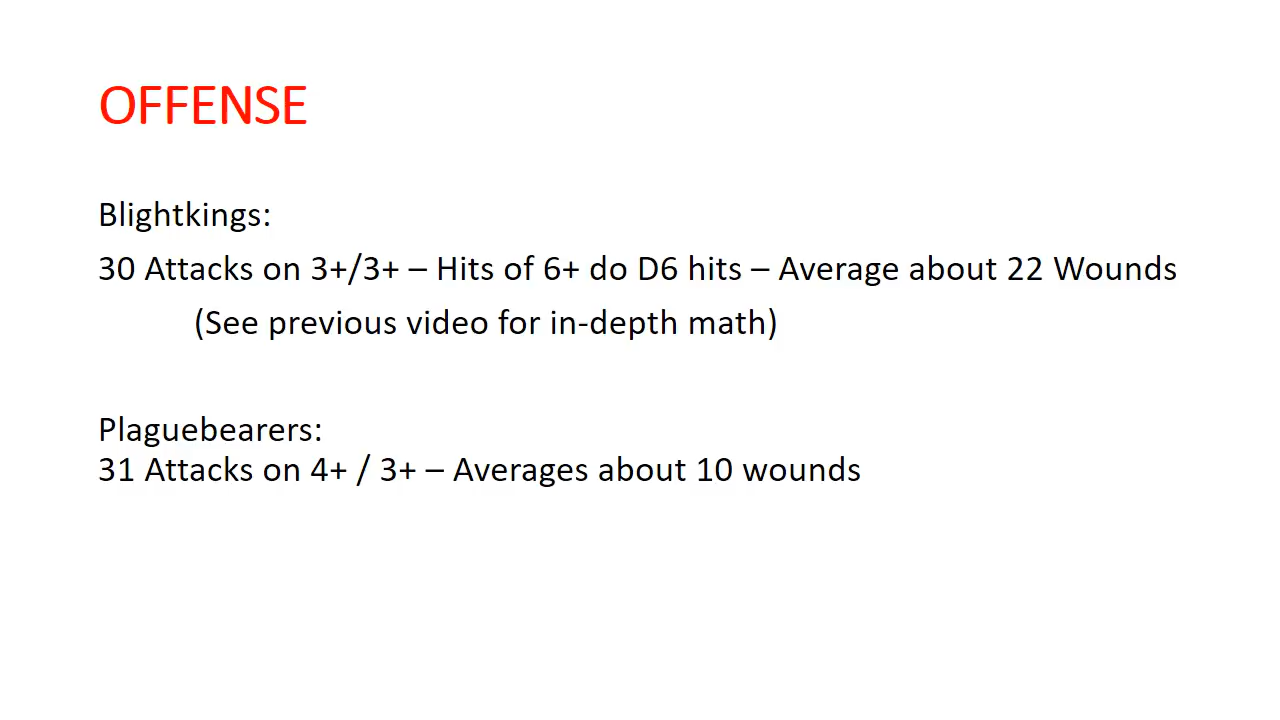 OFFENSE
Blightkings:
30 Attacks on 3+/3+ – Hits of 6+ do D6 hits – Average about 22 Wounds
(See previous video for in-depth math)
Plaguebearers:
31 Attacks on 4+ / 3+ – Averages about 10 wounds